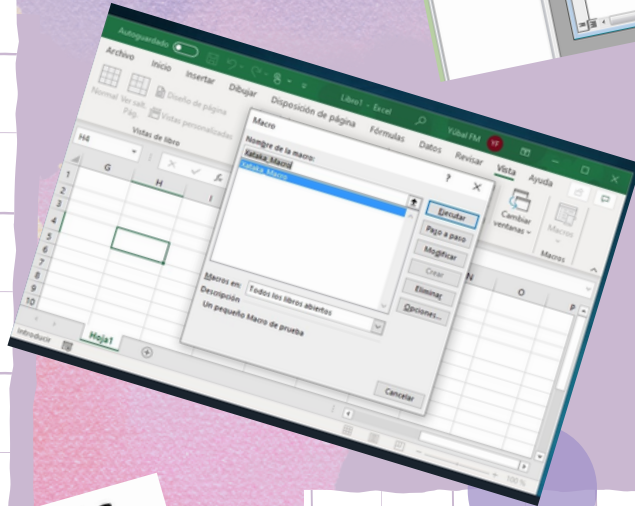 Autoguardado
Libro1 - Excel
Yúbal FM
YF
Archivo
Inicio
Insertar
Dibujar
Disposición de página
Fórmulas
Datos
Revisar
Vista
Ayuda
Normal
Ver salt.
Pág.
Diseño de página
Vistas personalizadas
Vistas de libro
Cambiar
ventanas
Macros
Macros
H4
fx
G
H
I
N
O
P
1
2
3
4
5
6
7
8
9
10
Macro
?
Nombre de la macro:
Xataka_Macro
Xataka_Macro
Ejecutar
Paso a paso
Modificar
Crear
Eliminar
Opciones...
Macros en:
Todos los libros abiertos
Descripción
Un pequeño Macro de prueba
Cancelar
Hoja1
Introducir
100 %